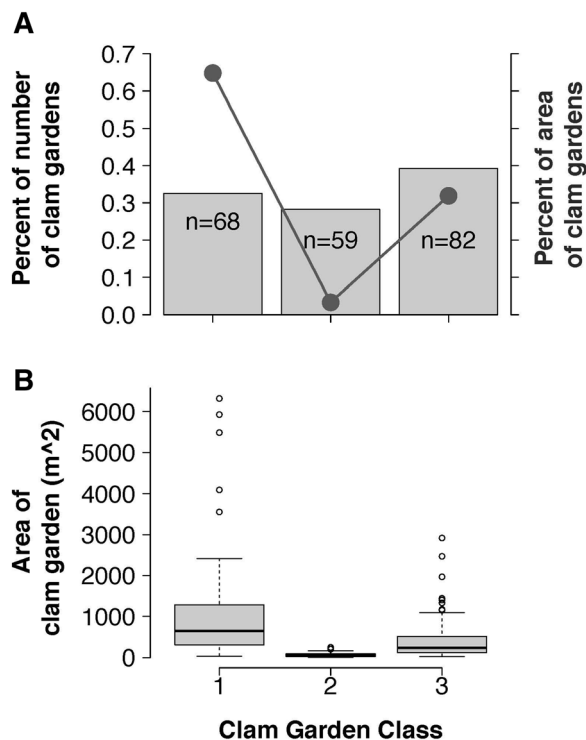 A
Percent of number
of clam gardens
0.7
0.6
0.5
0.4
0.3
0.2
0.1
0.0
n=68
n=59
n=82
Percent of area
of clam gardens
B
Area of
clam garden (m^2)
6000
5000
4000
3000
2000
1000
0
1
2
3
Clam Garden Class